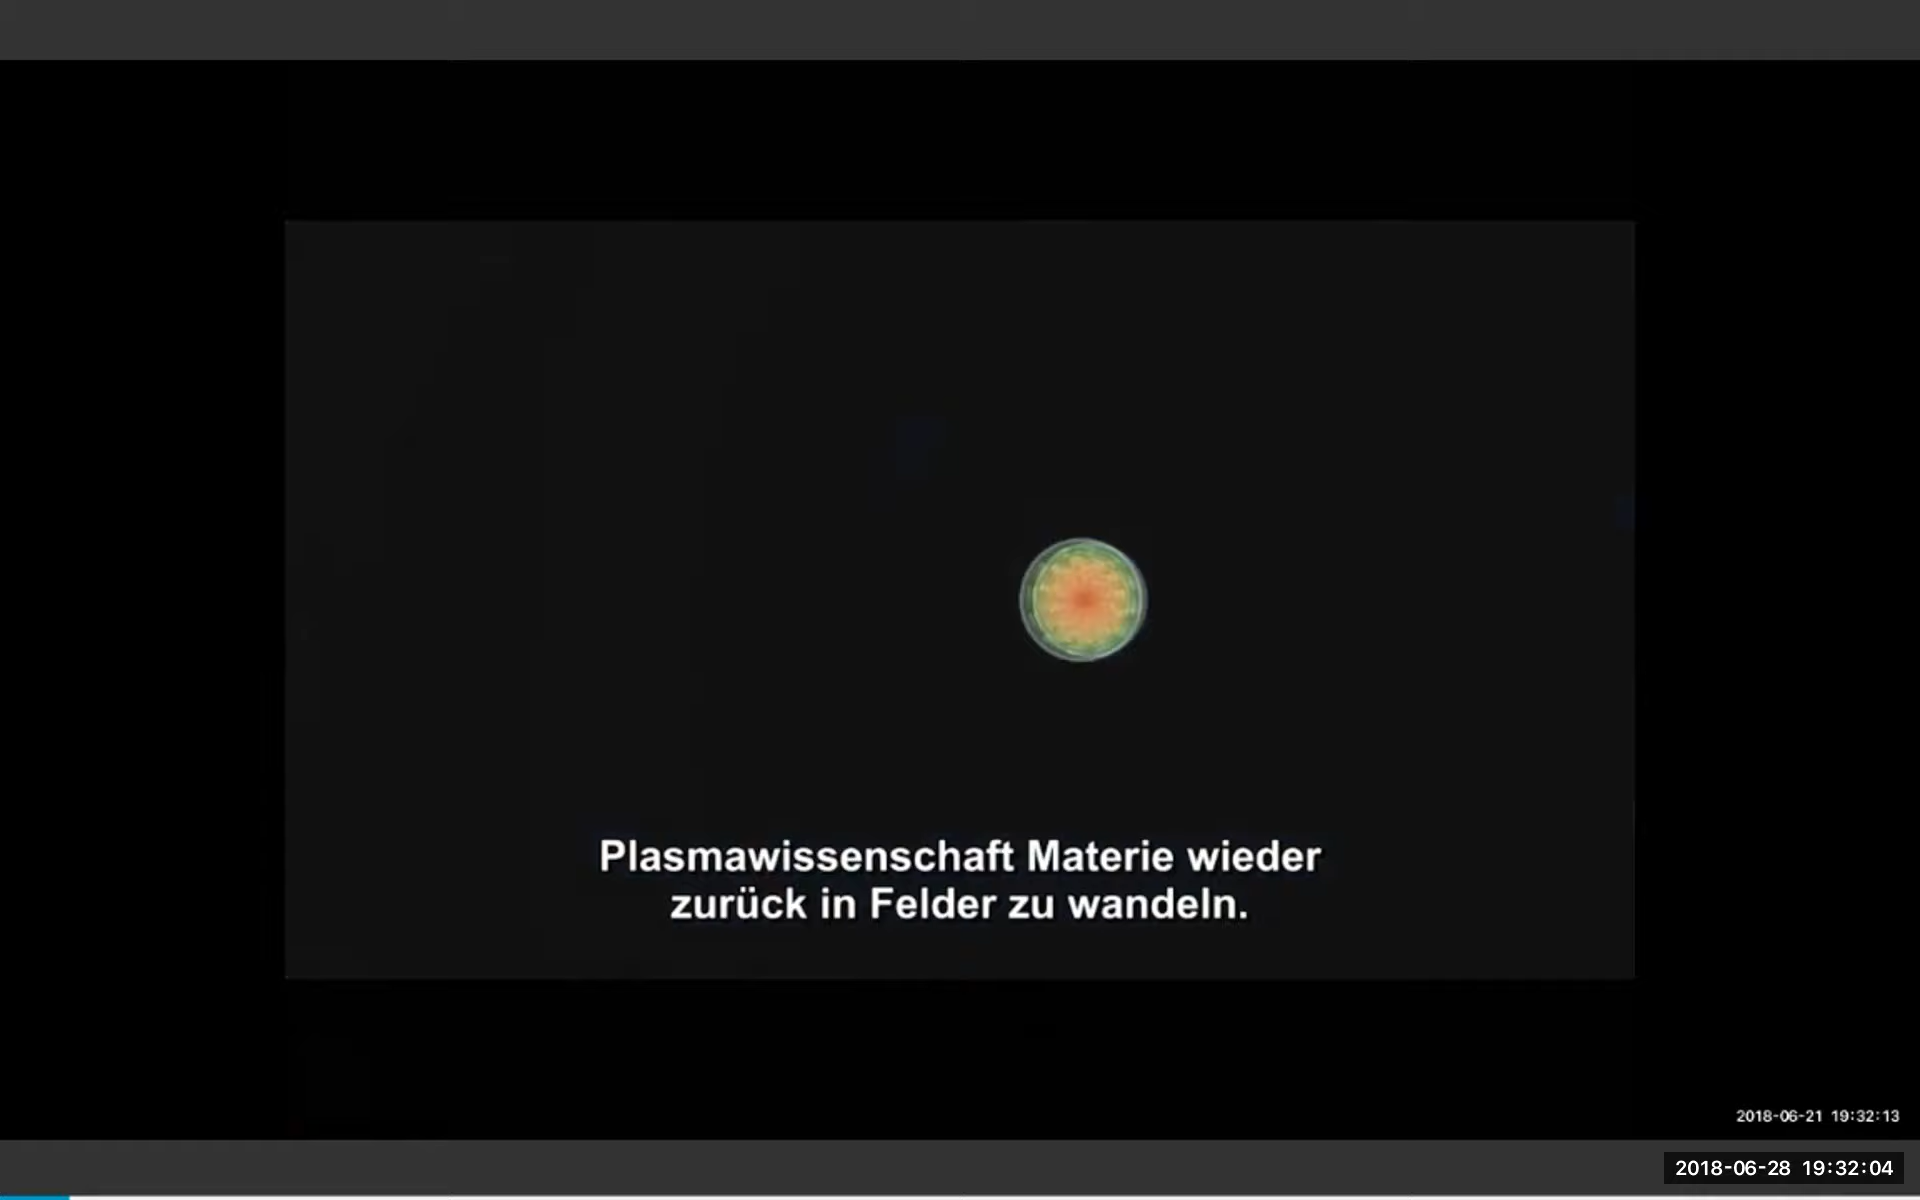 Plasmawissenschaft Materie wieder
zurück in Felder zu wandeln.
2018-06-21 19:32:13
2018-06-28 19:32:04